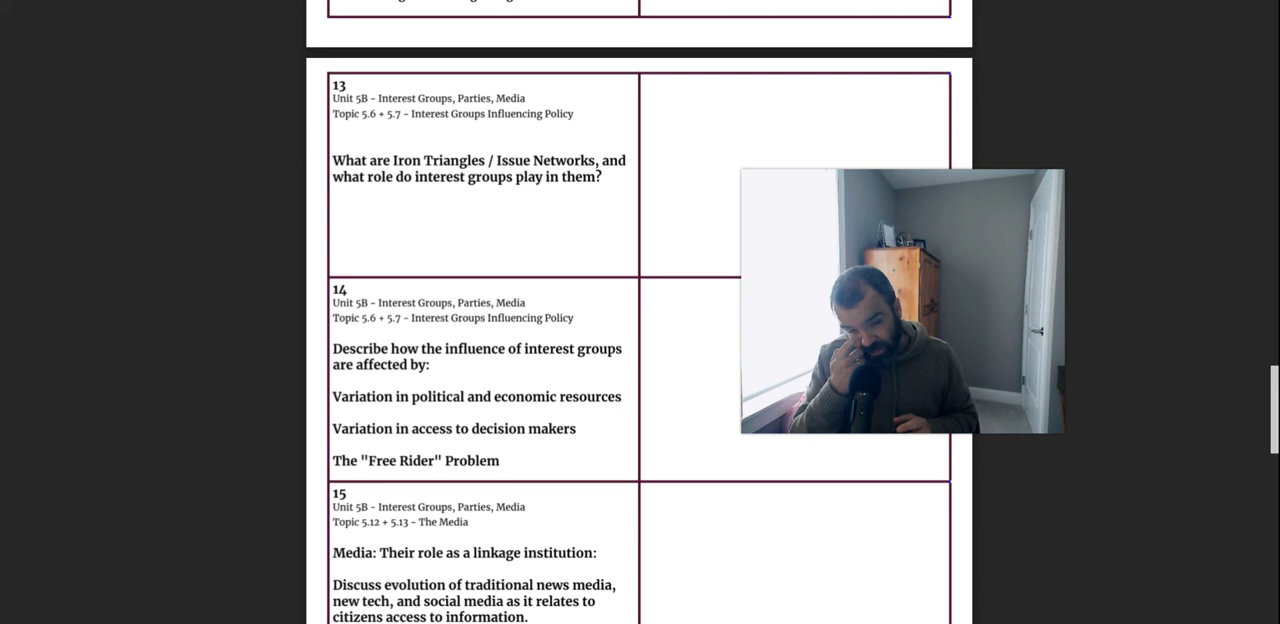 13
Unit 5B - Interest Groups, Parties, Media
Topic 5.6 + 5.7 - Interest Groups Influencing Policy
What are Iron Triangles / Issue Networks, and
what role do interest groups play in them?
14
Unit 5B - Interest Groups, Parties, Media
Topic 5.6 + 5.7 - Interest Groups Influencing Policy
Describe how the influence of interest groups
are affected by:
Variation in political and economic resources
Variation in access to decision makers
The "Free Rider" Problem
15
Unit 5B - Interest Groups, Parties, Media
Topic 5.12 + 5.13 - The Media
Media: Their role as a linkage institution:
Discuss evolution of traditional news media,
new tech, and social media as it relates to
citizens access to information.